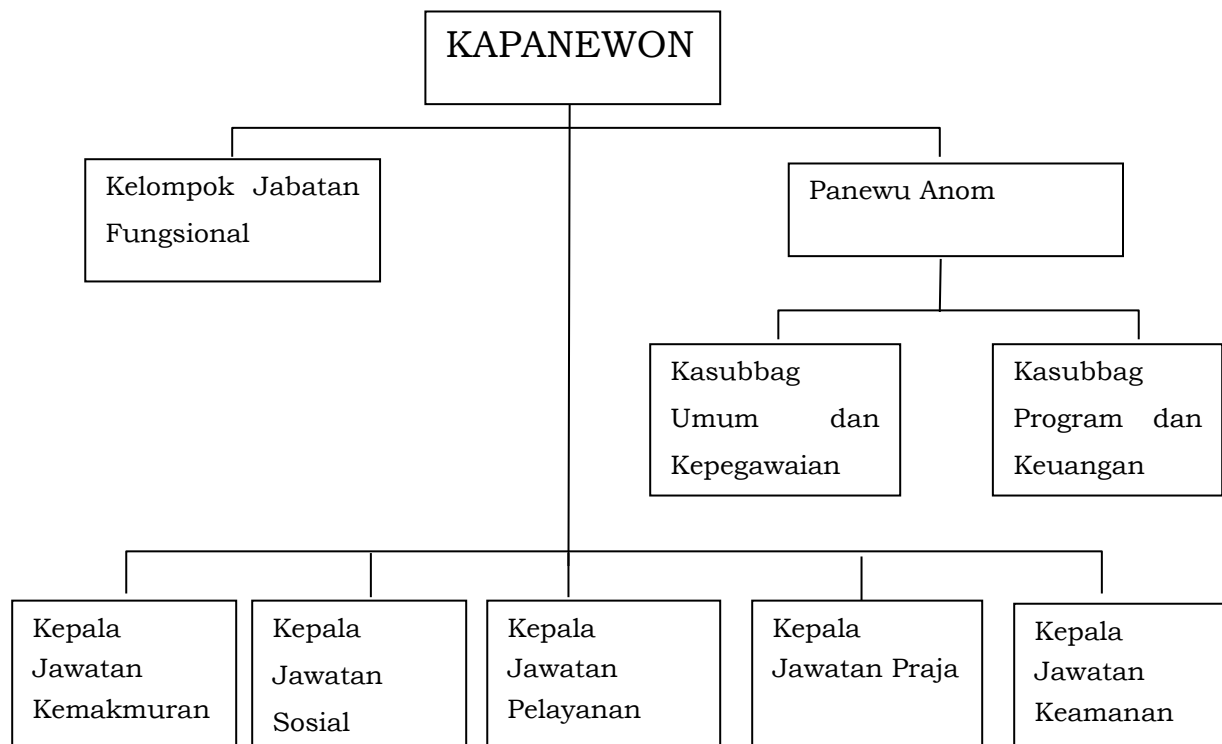 KAPANEWON
Kelompok Jabatan
Fungsional
Panewu Anom
Kasubbag
Umum dan
Kepegawaian
Kasubbag
Program dan
Keuangan
Kepala
Jawatan
Kemakmuran
Kepala
Jawatan
Sosial
Kepala
Jawatan
Pelayanan
Kepala
Jawatan Praja
Kepala
Jawatan
Keamanan